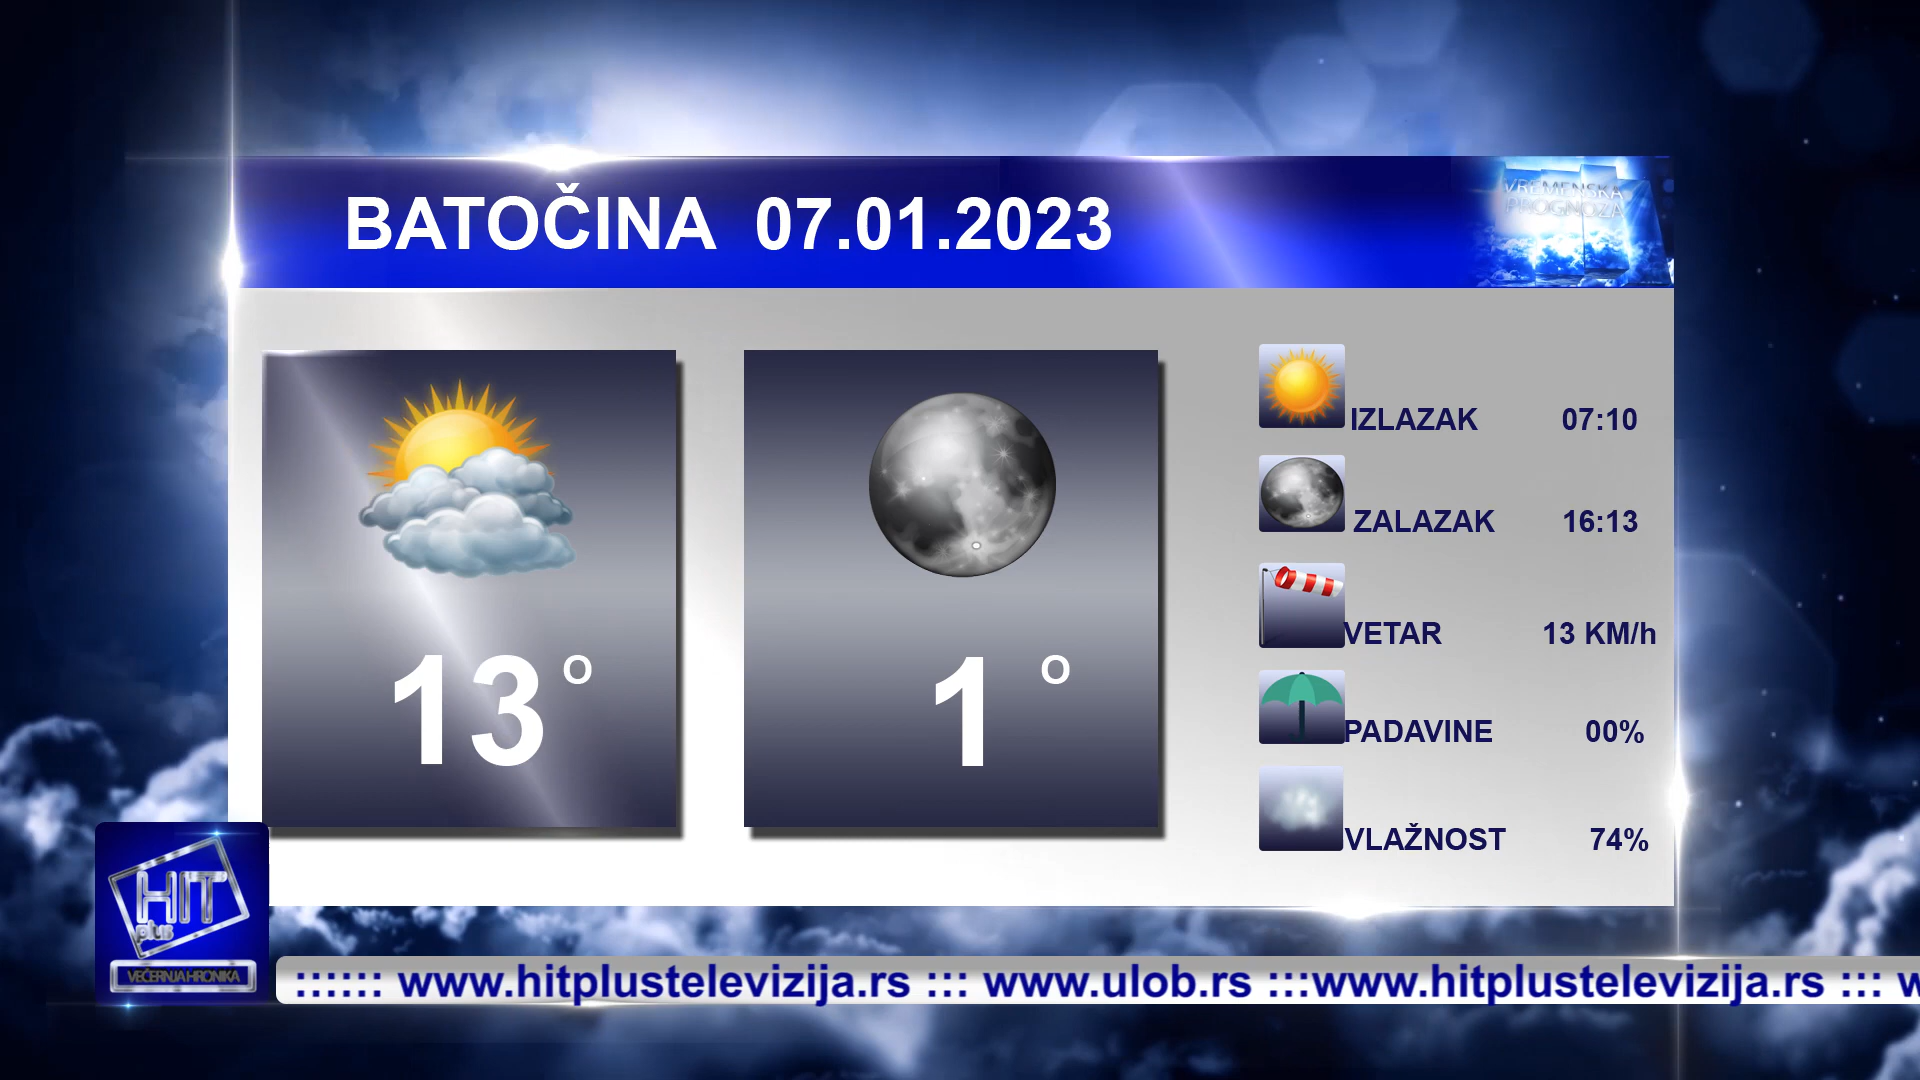 BATOČINA 07.01.2023
VREMENSKA
PROGNOZA
13 °
1 °
IZLAZAK 07:10
ZALAZAK 16:13
VETAR 13 KM/h
PADAVINE 00%
VLAŽNOST 74%
HIT
plus
VEČERNJA HRONIKA
:::::: www.hitplustelevizija.rs ::: www.ulob.rs :::www.hitplustelevizija.rs ::: w